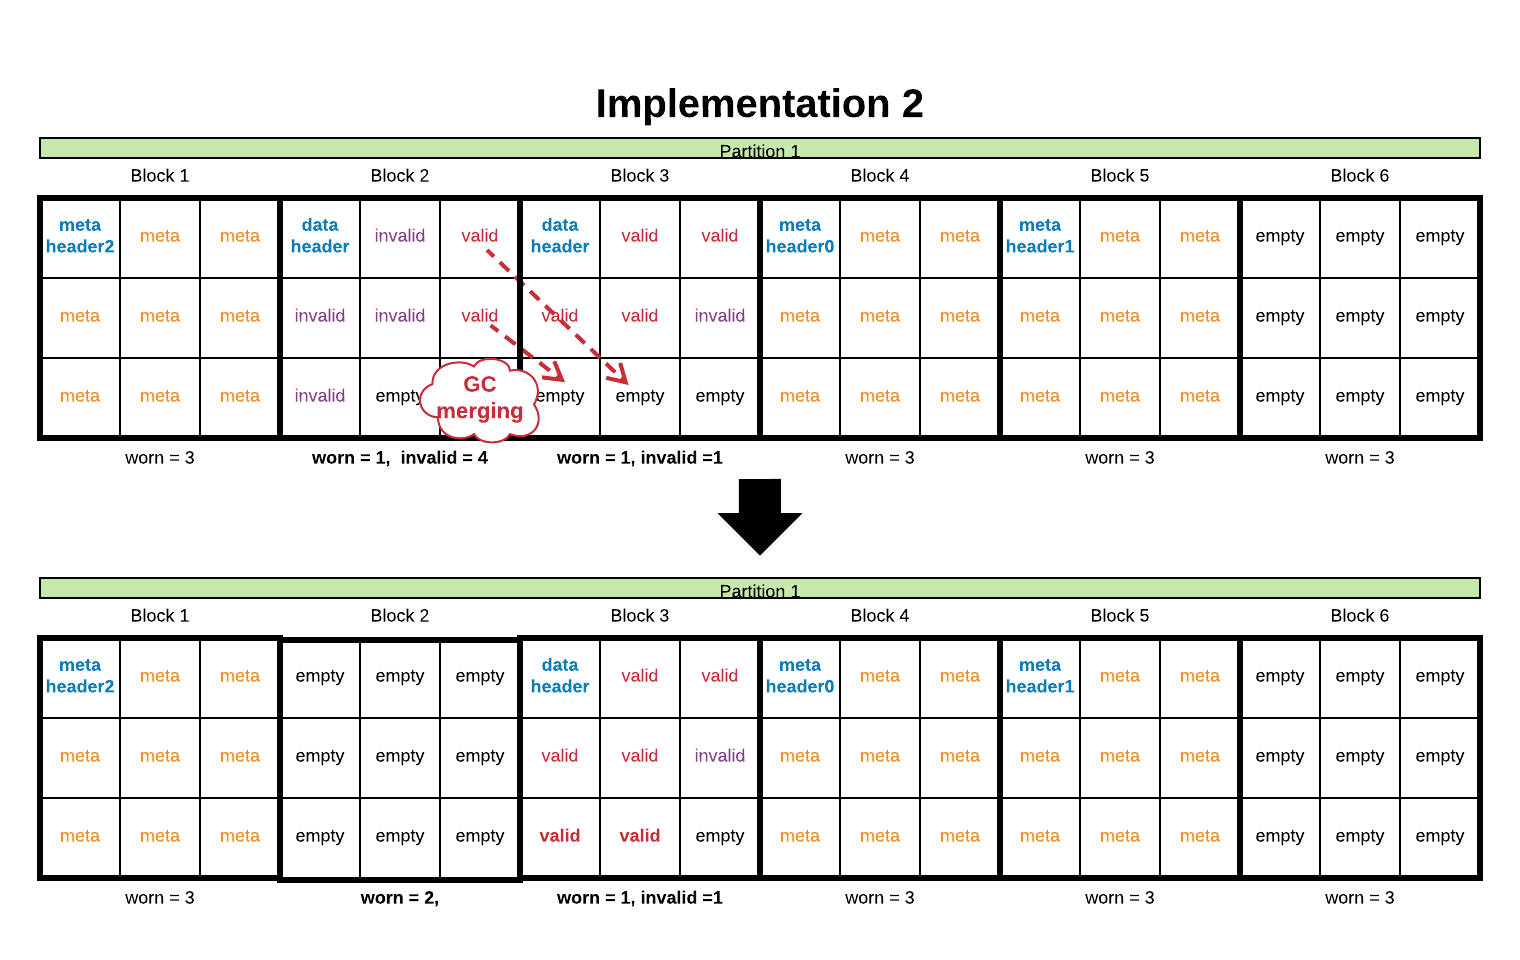 Implementation 2
Partition 1
Block 1 Block 2 Block 3 Block 4 Block 5 Block 6
meta header2 meta meta data header invalid valid data header valid valid meta header0 meta meta meta header1 meta meta empty empty empty
meta meta meta invalid invalid valid valid valid invalid meta meta meta meta meta meta empty empty empty
meta meta meta invalid empty GC merging empty empty empty meta meta meta meta meta meta empty empty empty
worn = 3 worn = 1,  invalid = 4 worn = 1, invalid =1 worn = 3 worn = 3 worn = 3
Partition 1
Block 1 Block 2 Block 3 Block 4 Block 5 Block 6
meta header2 meta meta empty empty empty data header valid valid meta header0 meta meta meta header1 meta meta empty empty empty
meta meta meta empty empty empty valid valid invalid meta meta meta meta meta meta empty empty empty
meta meta meta empty empty empty valid valid empty meta meta meta meta meta meta empty empty empty
worn = 3 worn = 2, worn = 1, invalid =1 worn = 3 worn = 3 worn = 3